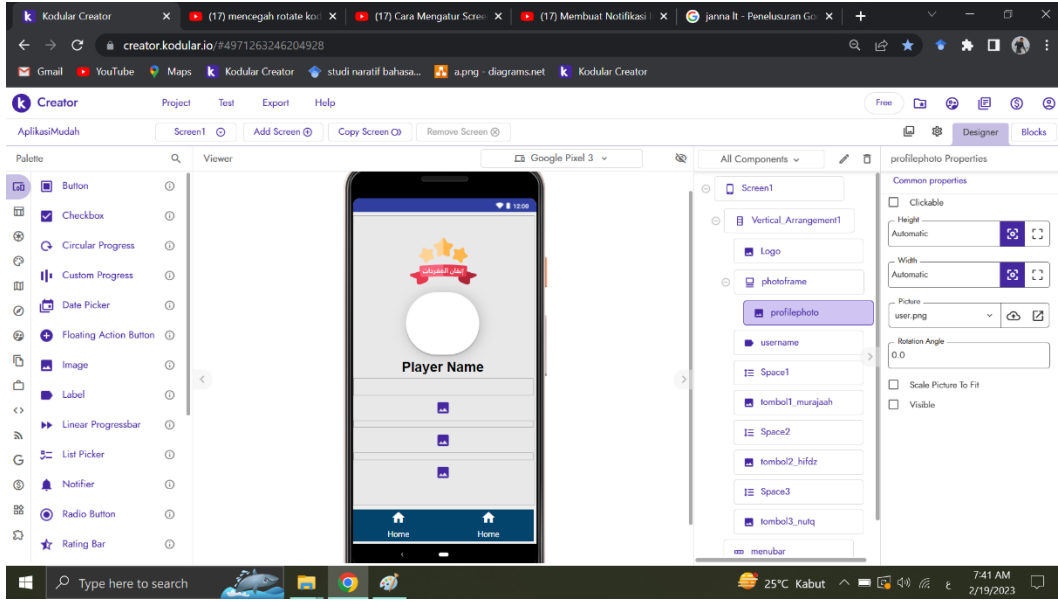 Kodular Creator
(17) mencegah rotate kod
(17) Cara Mengatur Scree
(17) Membuat Notifikasi
janna lt - Penelusuran Go
creator.kodular.io/#4971263246204928
Gmail
YouTube
Maps
Kodular Creator
studi naratif bahasa...
a.png - diagrams.net
Kodular Creator
Creator
Project
Test
Export
Help
Free
AplikasiMudah
Screen1
Add Screen
Copy Screen
Remove Screen
Designer
Blocks
Palette
Viewer
Google Pixel 3
All Components
profilephoto Properties
Button
Checkbox
Circular Progress
Custom Progress
Date Picker
Floating Action Button
Image
Label
Linear Progressbar
List Picker
Notifier
Radio Button
Rating Bar
12:00
إتقان المفردات
Player Name
Home
Home
Screen1
Vertical_Arrangement1
Logo
photoframe
profilephoto
username
Space1
tombol1_murajaah
Space2
tombol2_hifdz
Space3
tombol3_nutq
menubar
Common properties
Clickable
Height
Automatic
Width
Automatic
Picture
user.png
Rotation Angle
0.0
Scale Picture To Fit
Visible
Type here to search
25°C Kabut
ع
7:41 AM
2/19/2023